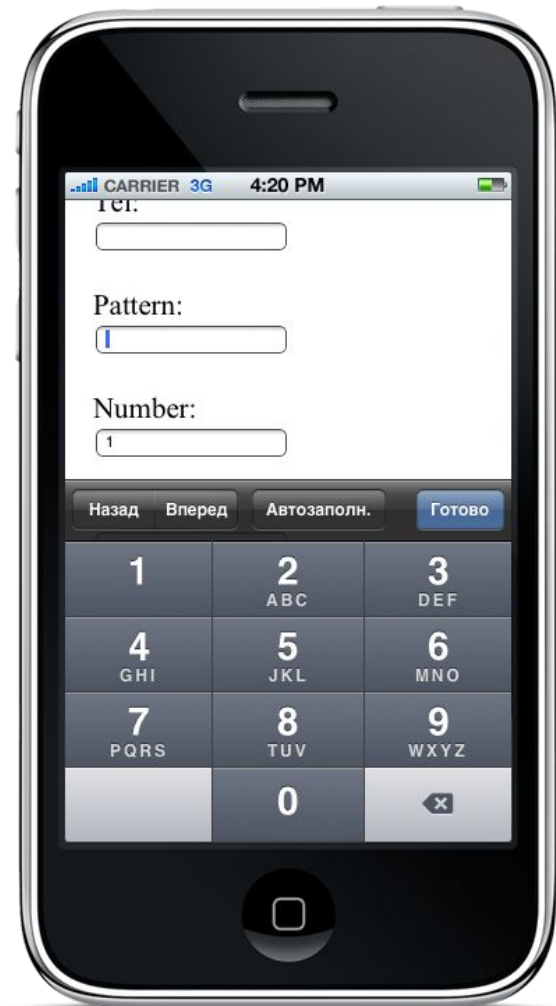 CARRIER 3G 4:20 PM
Tel:
Pattern:
Number:
1
Назад Вперед Автозаполн. Готово
1 2 3
ABC DEF
4 5 6
GHI JKL MNO
7 8 9
PQRS TUV WXYZ
0